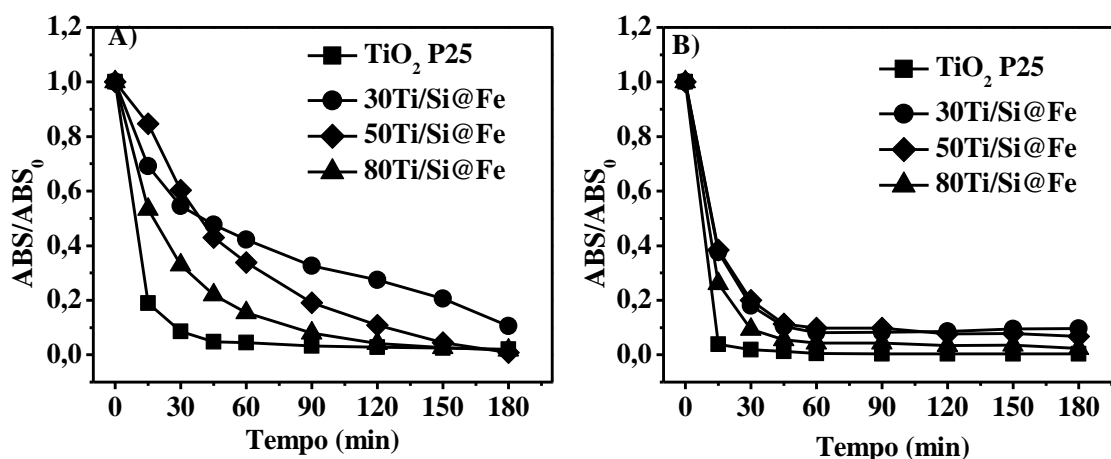 A)
TiO₂ P25
30Ti/Si@Fe
50Ti/Si@Fe
80Ti/Si@Fe
ABS/ABS₀
1,2
1,0
0,8
0,6
0,4
0,2
0,0
0 30 60 90 120 150 180
Tempo (min)
B)
TiO₂ P25
30Ti/Si@Fe
50Ti/Si@Fe
80Ti/Si@Fe
ABS/ABS₀
1,2
1,0
0,8
0,6
0,4
0,2
0,0
0 30 60 90 120 150 180
Tempo (min)